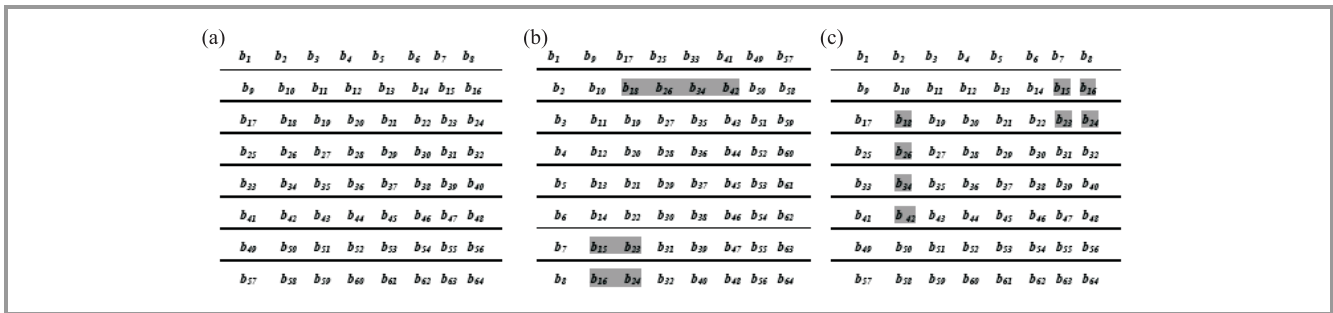 (a) (b) (c)
b1 b2 b3 b4 b5 b6 b7 b8 b1 b9 b17 b25 b33 b41 b49 b57 b1 b2 b3 b4 b5 b6 b7 b8
b9 b10 b11 b12 b13 b14 b15 b16 b2 b10 b18 b26 b34 b42 b50 b58 b9 b10 b11 b12 b13 b14 b15 b16
b17 b18 b19 b20 b21 b22 b23 b24 b3 b11 b19 b27 b35 b43 b51 b59 b17 b18 b19 b20 b21 b22 b23 b24
b25 b26 b27 b28 b29 b30 b31 b32 b4 b12 b20 b28 b36 b44 b52 b60 b25 b26 b27 b28 b29 b30 b31 b32
b33 b34 b35 b36 b37 b38 b39 b40 b5 b13 b21 b29 b37 b45 b53 b61 b33 b34 b35 b36 b37 b38 b39 b40
b41 b42 b43 b44 b45 b46 b47 b48 b6 b14 b22 b30 b38 b46 b54 b62 b41 b42 b43 b44 b45 b46 b47 b48
b49 b50 b51 b52 b53 b54 b55 b56 b7 b15 b23 b31 b39 b47 b55 b63 b49 b50 b51 b52 b53 b54 b55 b56
b57 b58 b59 b60 b61 b62 b63 b64 b8 b16 b24 b32 b40 b48 b56 b64 b57 b58 b59 b60 b61 b62 b63 b64